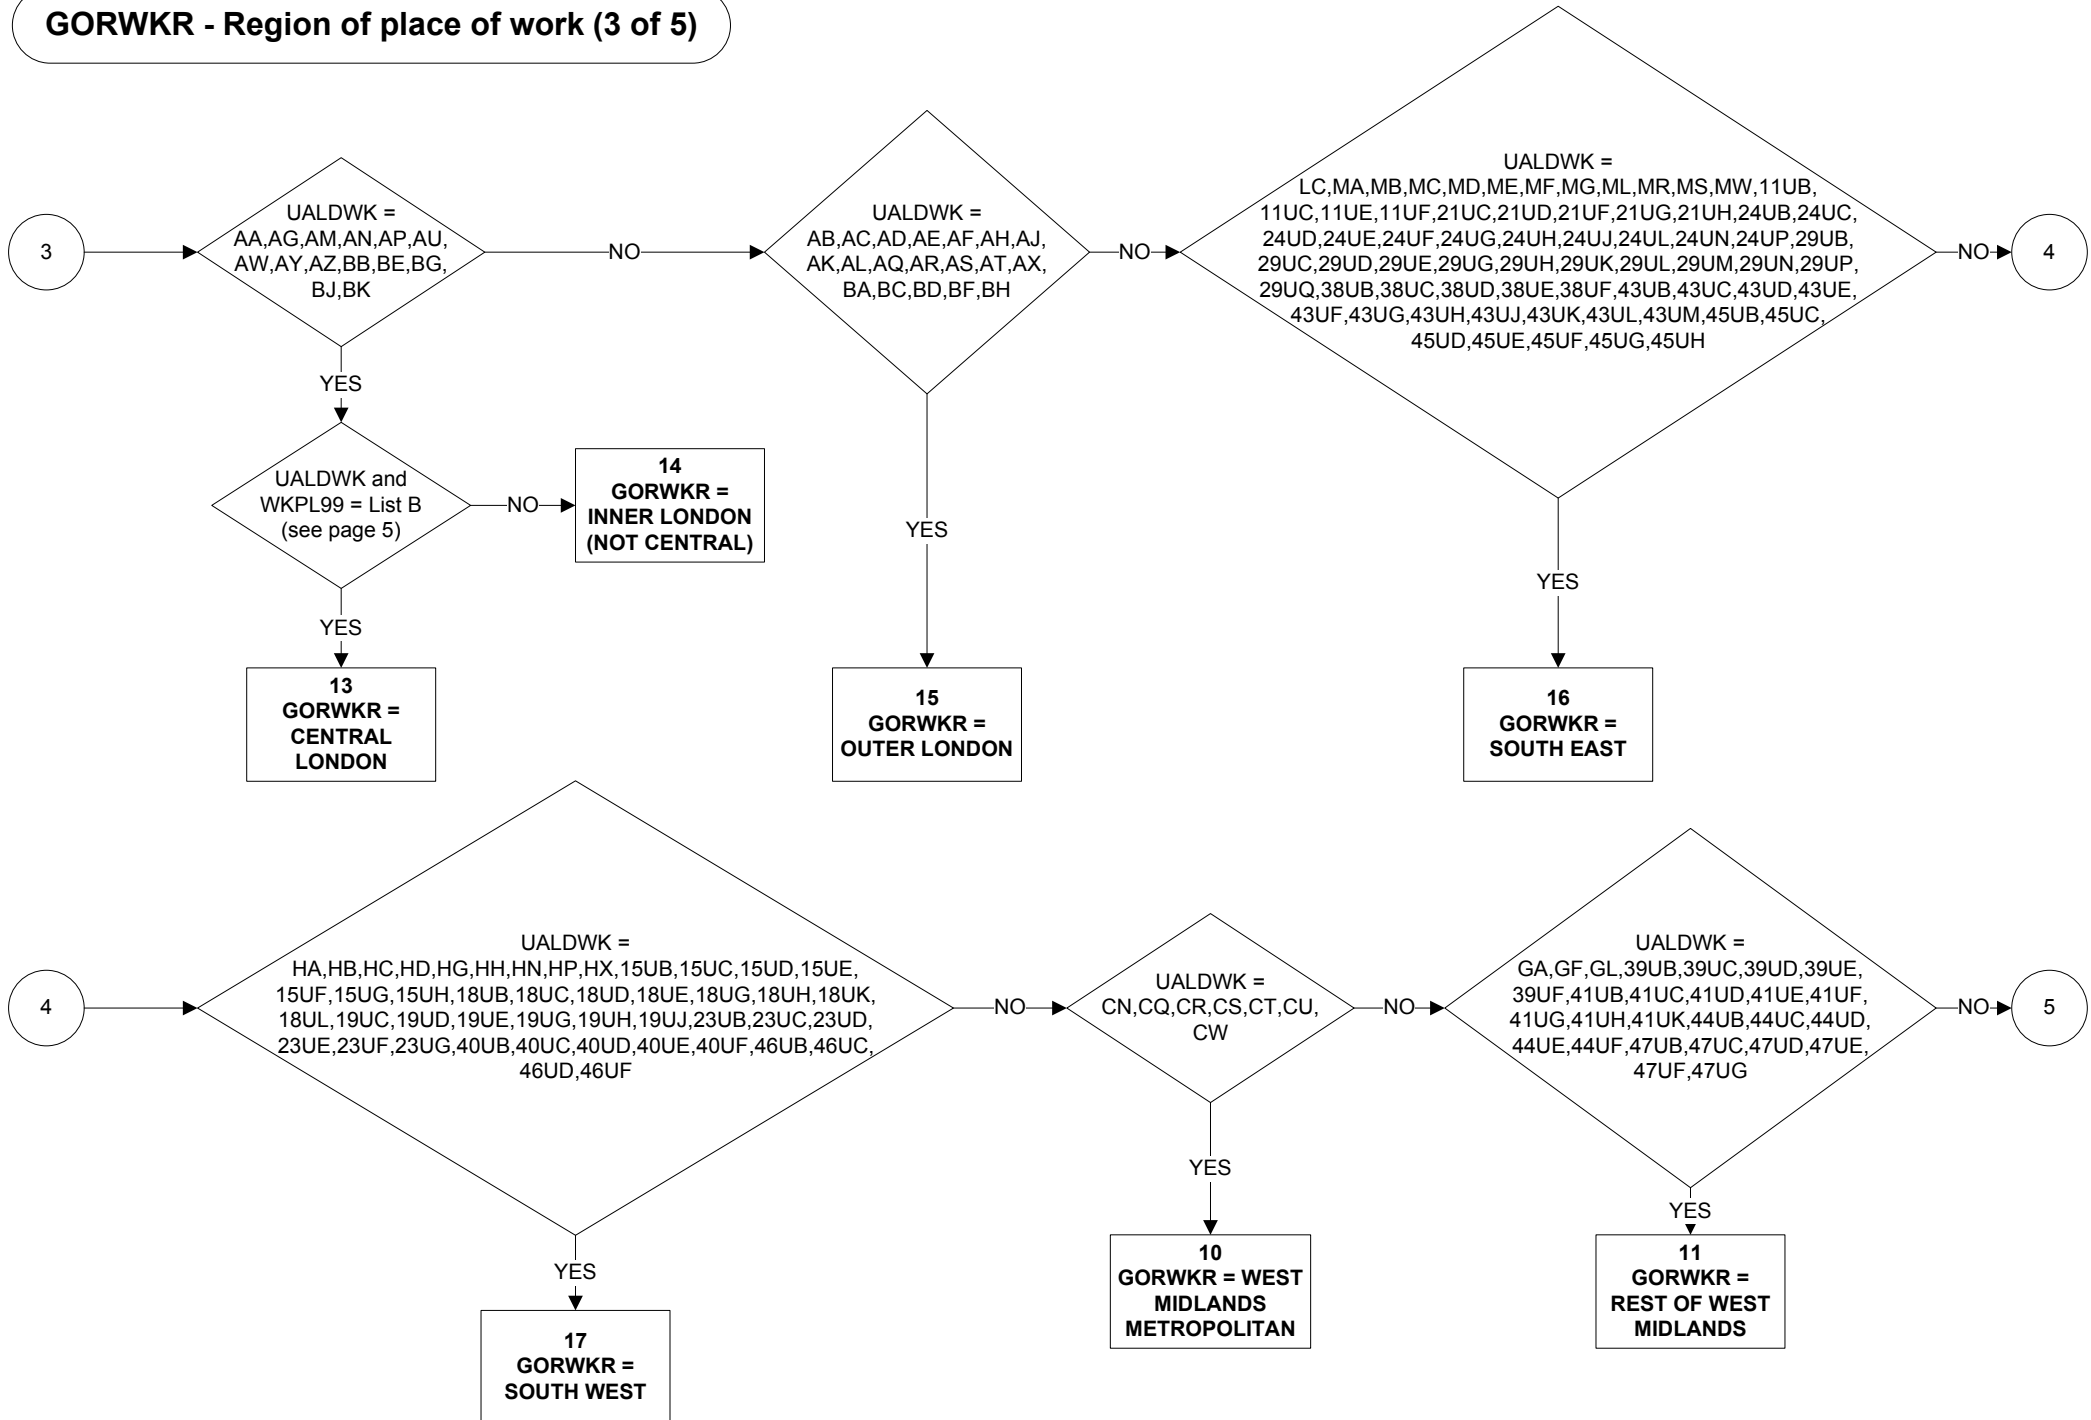 GORWKR - Region of place of work (3 of 5)
3
UALDWK =
AA,AG,AM,AN,AP,AU,
AW,AY,AZ,BB,BE,BG,
BJ,BK
NO
UALDWK =
AB,AC,AD,AE,AF,AH,AJ,
AK,AL,AQ,AR,AS,AT,AX,
BA,BC,BD,BF,BH
NO
UALDWK =
LC,MA,MB,MC,MD,ME,MF,MG,ML,MR,MS,MW,11UB,
11UC,11UE,11UF,21UC,21UD,21UF,21UG,21UH,24UB,24UC,
24UD,24UE,24UF,24UG,24UH,24UJ,24UL,24UN,24UP,29UB,
29UC,29UD,29UE,29UG,29UH,29UK,29UL,29UM,29UN,29UP,
29UQ,38UB,38UC,38UD,38UE,38UF,43UB,43UC,43UD,43UE,
43UF,43UG,43UH,43UJ,43UK,43UL,43UM,45UB,45UC,
45UD,45UE,45UF,45UG,45UH
NO
4
YES
UALDWK and
WKPL99 = List B
(see page 5)
NO
14
GORWKR =
INNER LONDON
(NOT CENTRAL)
YES
YES
YES
13
GORWKR =
CENTRAL
LONDON
15
GORWKR =
OUTER LONDON
16
GORWKR =
SOUTH EAST
4
UALDWK =
HA,HB,HC,HD,HG,HH,HN,HP,HX,15UB,15UC,15UD,15UE,
15UF,15UG,15UH,18UB,18UC,18UD,18UE,18UG,18UH,18UK,
18UL,19UC,19UD,19UE,19UG,19UH,19UJ,23UB,23UC,23UD,
23UE,23UF,23UG,40UB,40UC,40UD,40UE,40UF,46UB,46UC,
46UD,46UF
NO
UALDWK =
CN,CQ,CR,CS,CT,CU,
CW
NO
UALDWK =
GA,GF,GL,39UB,39UC,39UD,39UE,
39UF,41UB,41UC,41UD,41UE,41UF,
41UG,41UH,41UK,44UB,44UC,44UD,
44UE,44UF,47UB,47UC,47UD,47UE,
47UF,47UG
NO
5
YES
YES
YES
17
GORWKR =
SOUTH WEST
10
GORWKR = WEST
MIDLANDS
METROPOLITAN
11
GORWKR =
REST OF WEST
MIDLANDS